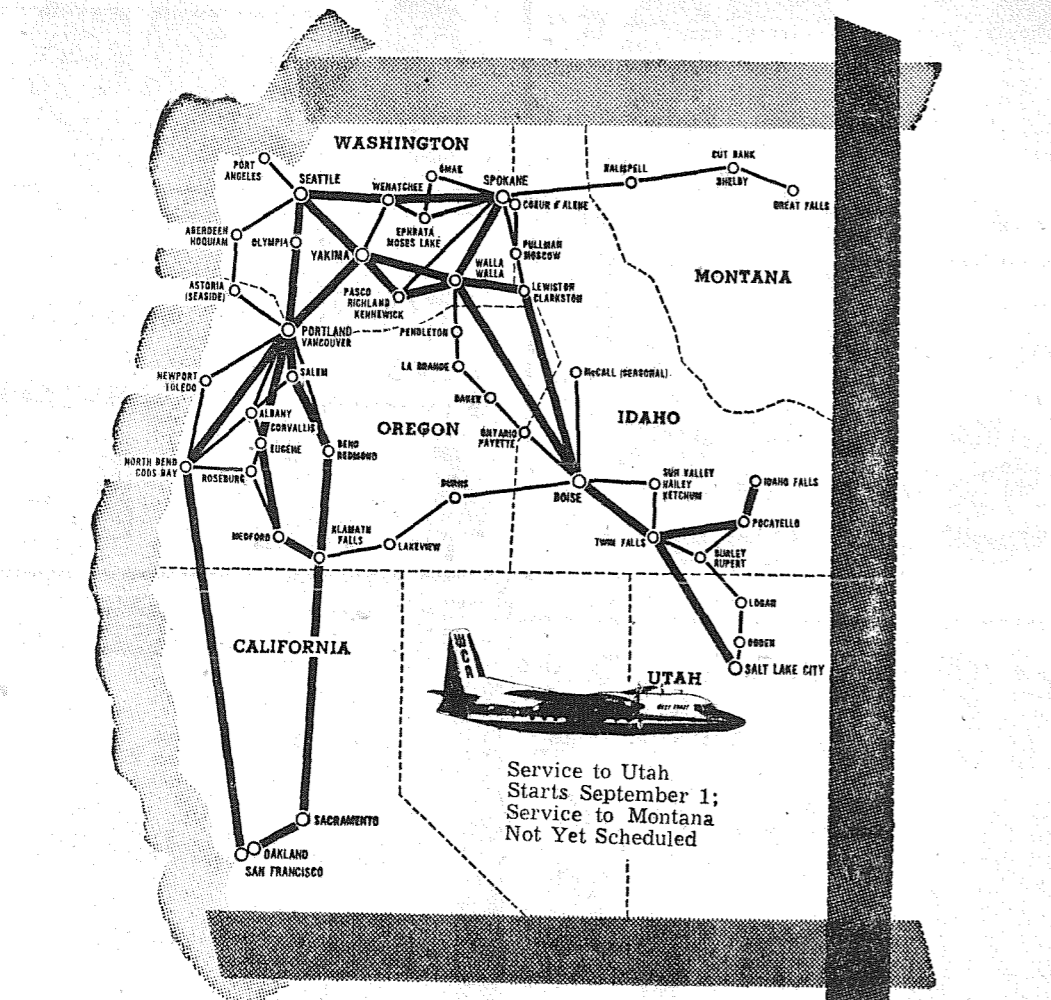 WASHINGTON
PORT
ANGELES
SEATTLE
WENATCHEE
OMAK
SPOKANE
COEUR D'ALENE
KALISPELL
CUT BANK
SHELBY
GREAT FALLS
ABERDEEN
HOQUIAM
OLYMPIA
YAKIMA
EPHRATA
MOSES LAKE
PULLMAN
MOSCOW
WALLA
WALLA
MONTANA
ASTORIA
(SEASIDE)
PASCO
RICHLAND
KENNEWICK
LEWISTON
CLARKSTON
PORTLAND
VANCOUVER
PENDLETON
NEWPORT
TOLEDO
SALEM
LA GRANDE
McCALL (SEASONAL)
BAKER
ALBANY
CORVALLIS
OREGON
IDAHO
EUGENE
BEND
REDMOND
ONTARIO
PAYETTE
NORTH BEND
COOS BAY
ROSEBURG
BURNS
BOISE
SUN VALLEY
HAILEY
KETCHUM
IDAHO FALLS
POCATELLO
MEDFORD
KLAMATH
FALLS
LAKEVIEW
TWIN FALLS
BURLEY
RUPERT
LOGAN
OGDEN
SALT LAKE CITY
CALIFORNIA
UTAH
WCA
WEST COAST
Service to Utah
Starts September 1;
Service to Montana
Not Yet Scheduled
SACRAMENTO
OAKLAND
SAN FRANCISCO